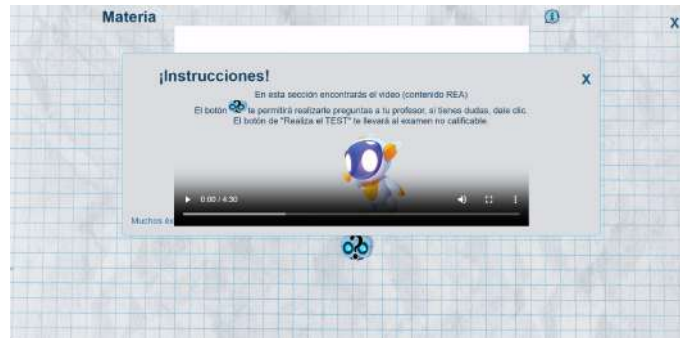 Materia
X
¡Instrucciones!
X
En esta sección encontrarás el video (contenido REA)
El botón te permitirá realizarle preguntas a tu profesor, si tienes dudas, dale clic.
El botón de "Realiza el TEST" te llevará al examen no calificable.
0:00 / 4:30
Muchos